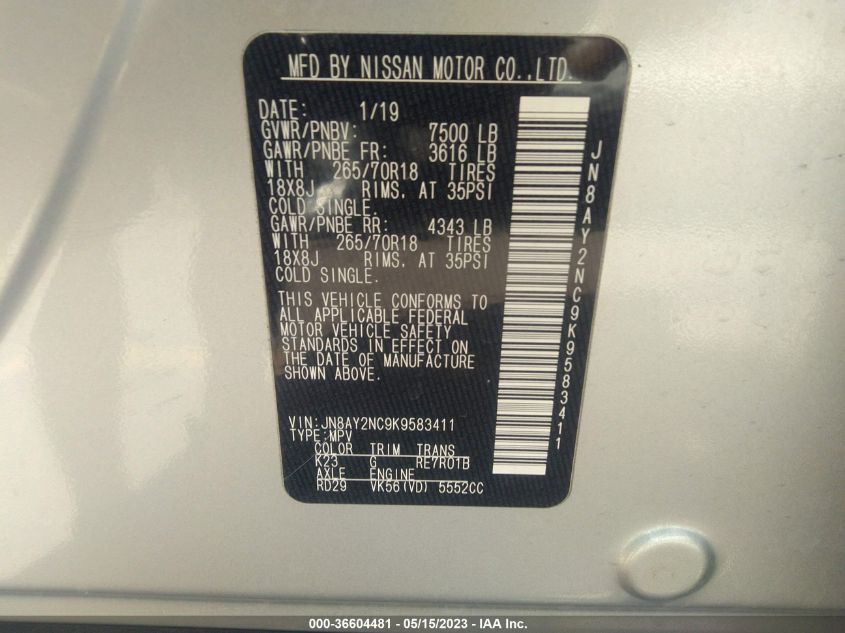 MFD BY NISSAN MOTOR CO.,LTD.
DATE: 1/19
GVWR/PNBV: 7500 LB
GAWR/PNBE FR: 3616 LB
WITH 265/70R18 TIRES
18X8J RIMS, AT 35PSI
COLD SINGLE.
GAWR/PNBE RR: 4343 LB
WITH 265/70R18 TIRES
18X8J RIMS, AT 35PSI
COLD SINGLE.
THIS VEHICLE CONFORMS TO
ALL APPLICABLE FEDERAL
MOTOR VEHICLE SAFETY
STANDARDS IN EFFECT ON
THE DATE OF MANUFACTURE
SHOWN ABOVE.
VIN:JN8AY2NC9K9583411
TYPE:MPV
COLOR TRIM TRANS
K23 G RE7R01B
AXLE ENGINE
RD29 VK56(VD) 5552CC
JN8AY2NC9K9583411
000-36604481 - 05/15/2023 - IAA Inc.